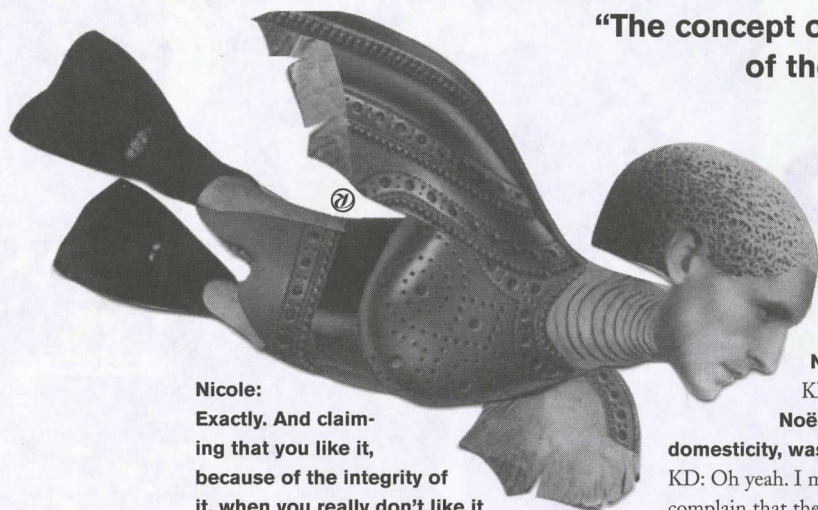 “The concept o
of the
®
Nicole:
Exactly. And claim-
ing that you like it,
because of the integrity of
it, when you really don’t like it
N
KD
Noë
domesticity, was
KD: Oh yeah. I m
complain that the